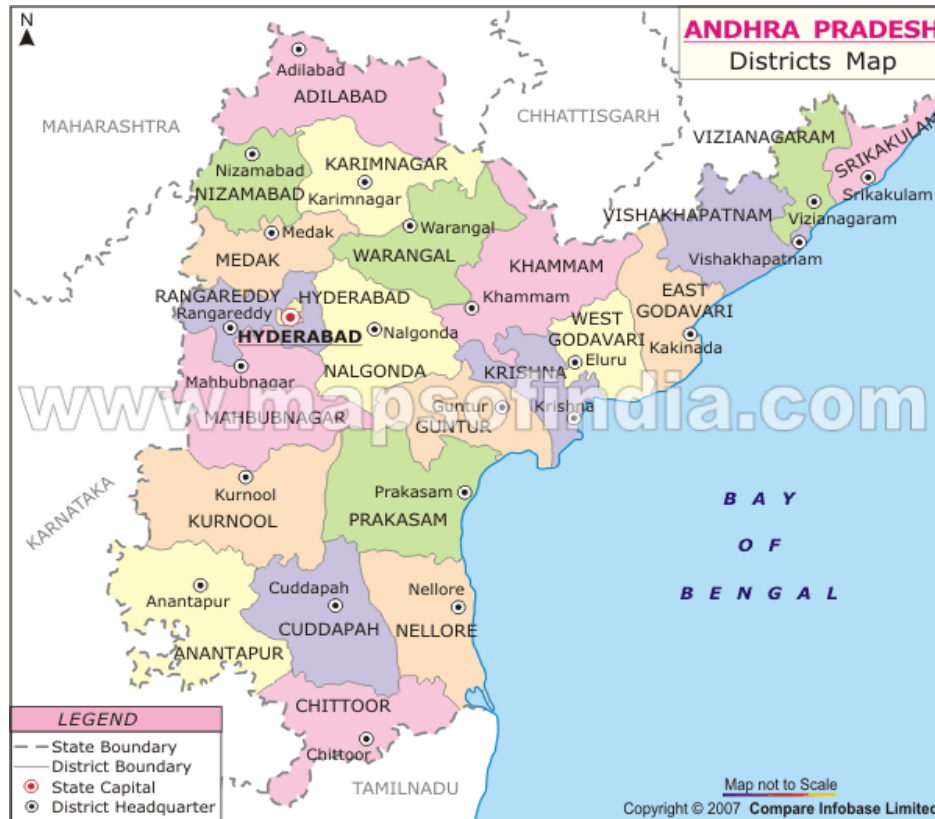 N
ANDHRA PRADESH
Districts Map
Adilabad
ADILABAD
MAHARASHTRA
CHHATTISGARH
VIZIANAGARAM
SRIKAKULAM
Srikakulam
Nizamabad
NIZAMABAD
KARIMNAGAR
Karimnagar
VISHAKHAPATNAM
Vizianagaram
Vishakhapatnam
Medak
MEDAK
Warangal
WARANGAL
KHAMMAM
Khammam
EAST
GODAVARI
Kakinada
RANGAREDDY
Rangareddy
HYDERABAD
HYDERABAD
Nalgonda
NALGONDA
WEST
GODAVARI
Eluru
KRISHNA
Krishna
Mahbubnagar
MAHBUBNAGAR
Guntur
GUNTUR
www.mapsofindia.com
KARNATAKA
Kurnool
KURNOOL
Prakasam
PRAKASAM
BAY
OF
BENGAL
Anantapur
ANANTAPUR
Cuddapah
CUDDAPAH
Nellore
NELLORE
CHITTOOR
Chittoor
TAMILNADU
LEGEND
State Boundary
District Boundary
State Capital
District Headquarter
Map not to Scale
Copyright © 2007 Compare Infobase Limited